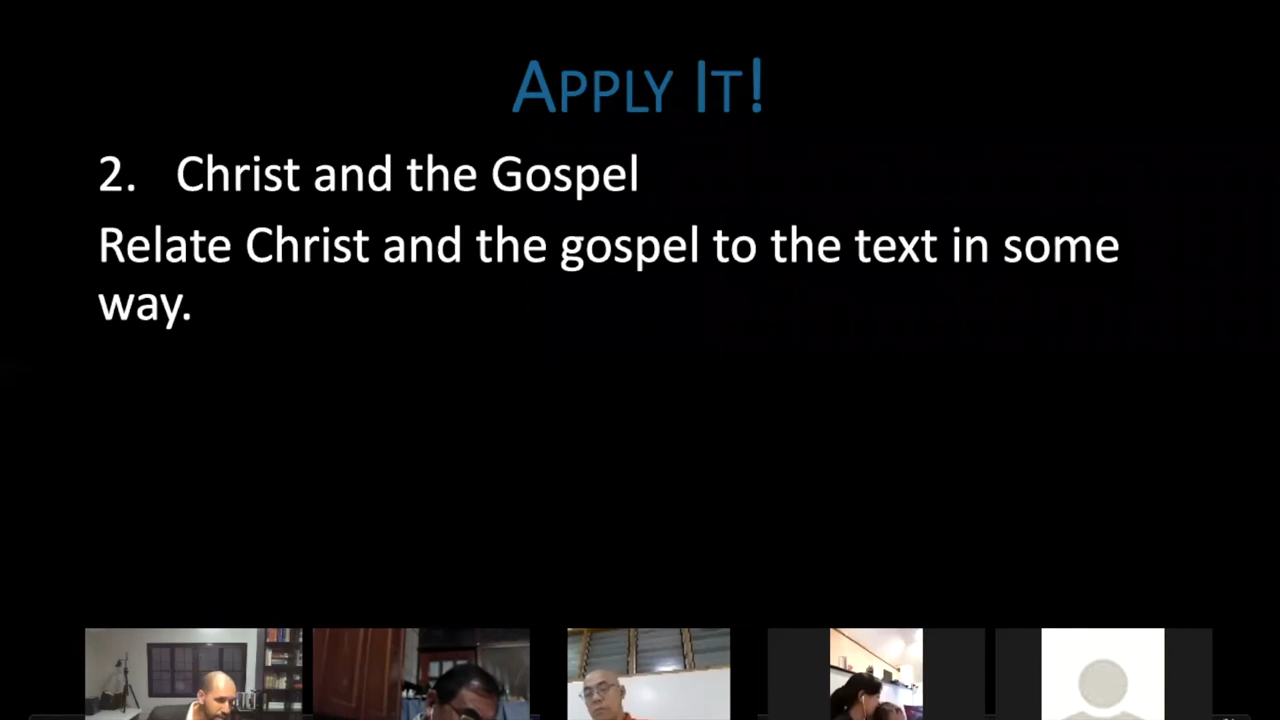 APPLY IT!
2. Christ and the Gospel
Relate Christ and the gospel to the text in some
way.